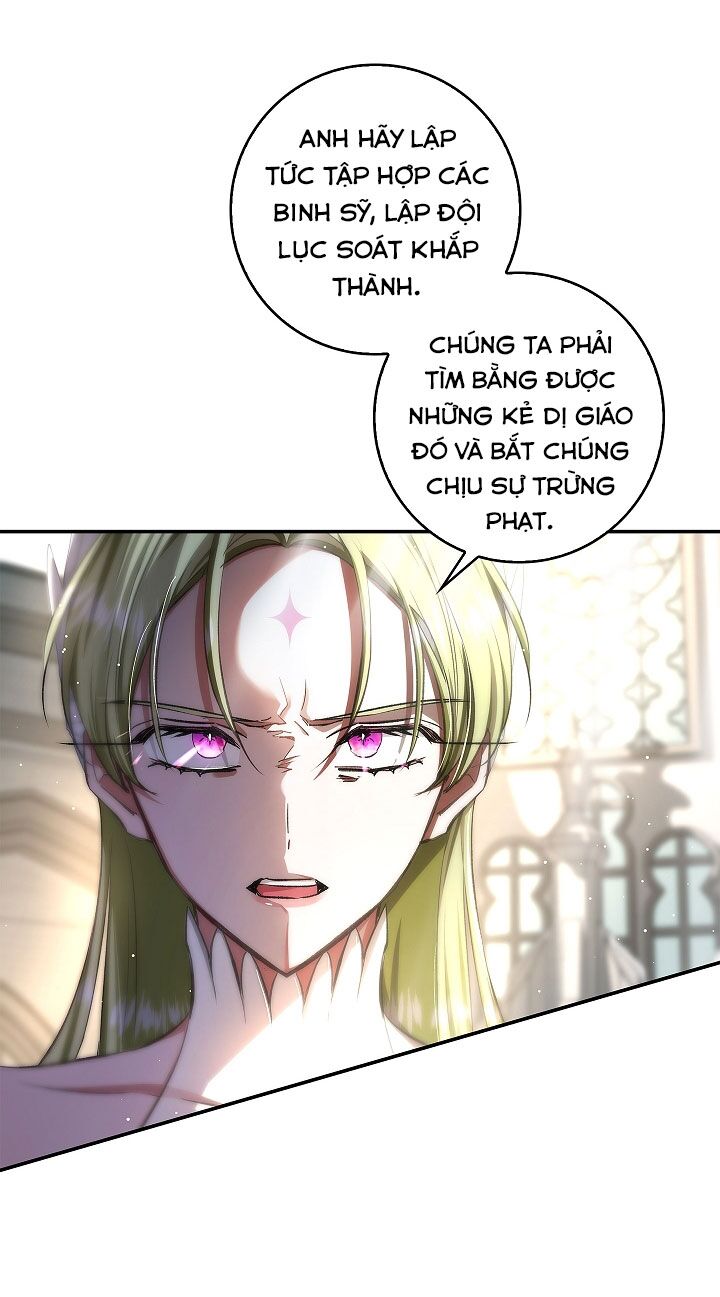 ANH HÃY LẬP
TỨC TẬP HỢP CÁC
BINH SỸ, LẬP ĐỘI
LỤC SOÁT KHẮP
THÀNH.
CHÚNG TA PHẢI
TÌM BẰNG ĐƯỢC
NHỮNG KẺ DỊ GIÁO
ĐÓ VÀ BẮT CHÚNG
CHỊU SỰ TRỪNG
PHẠT.